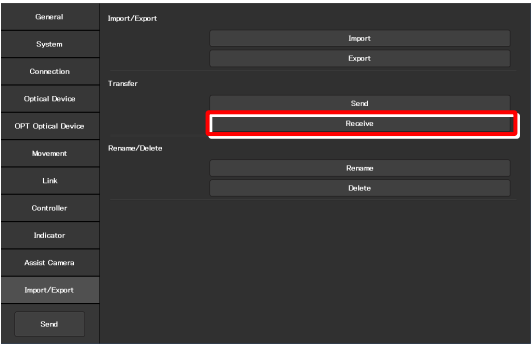 General
System
Connection
Optical Device
OPT Optical Device
Movement
Link
Controller
Indicator
Assist Camera
Import/Export
Send
Import/Export
Import
Export
Transfer
Send
Receive
Rename/Delete
Rename
Delete